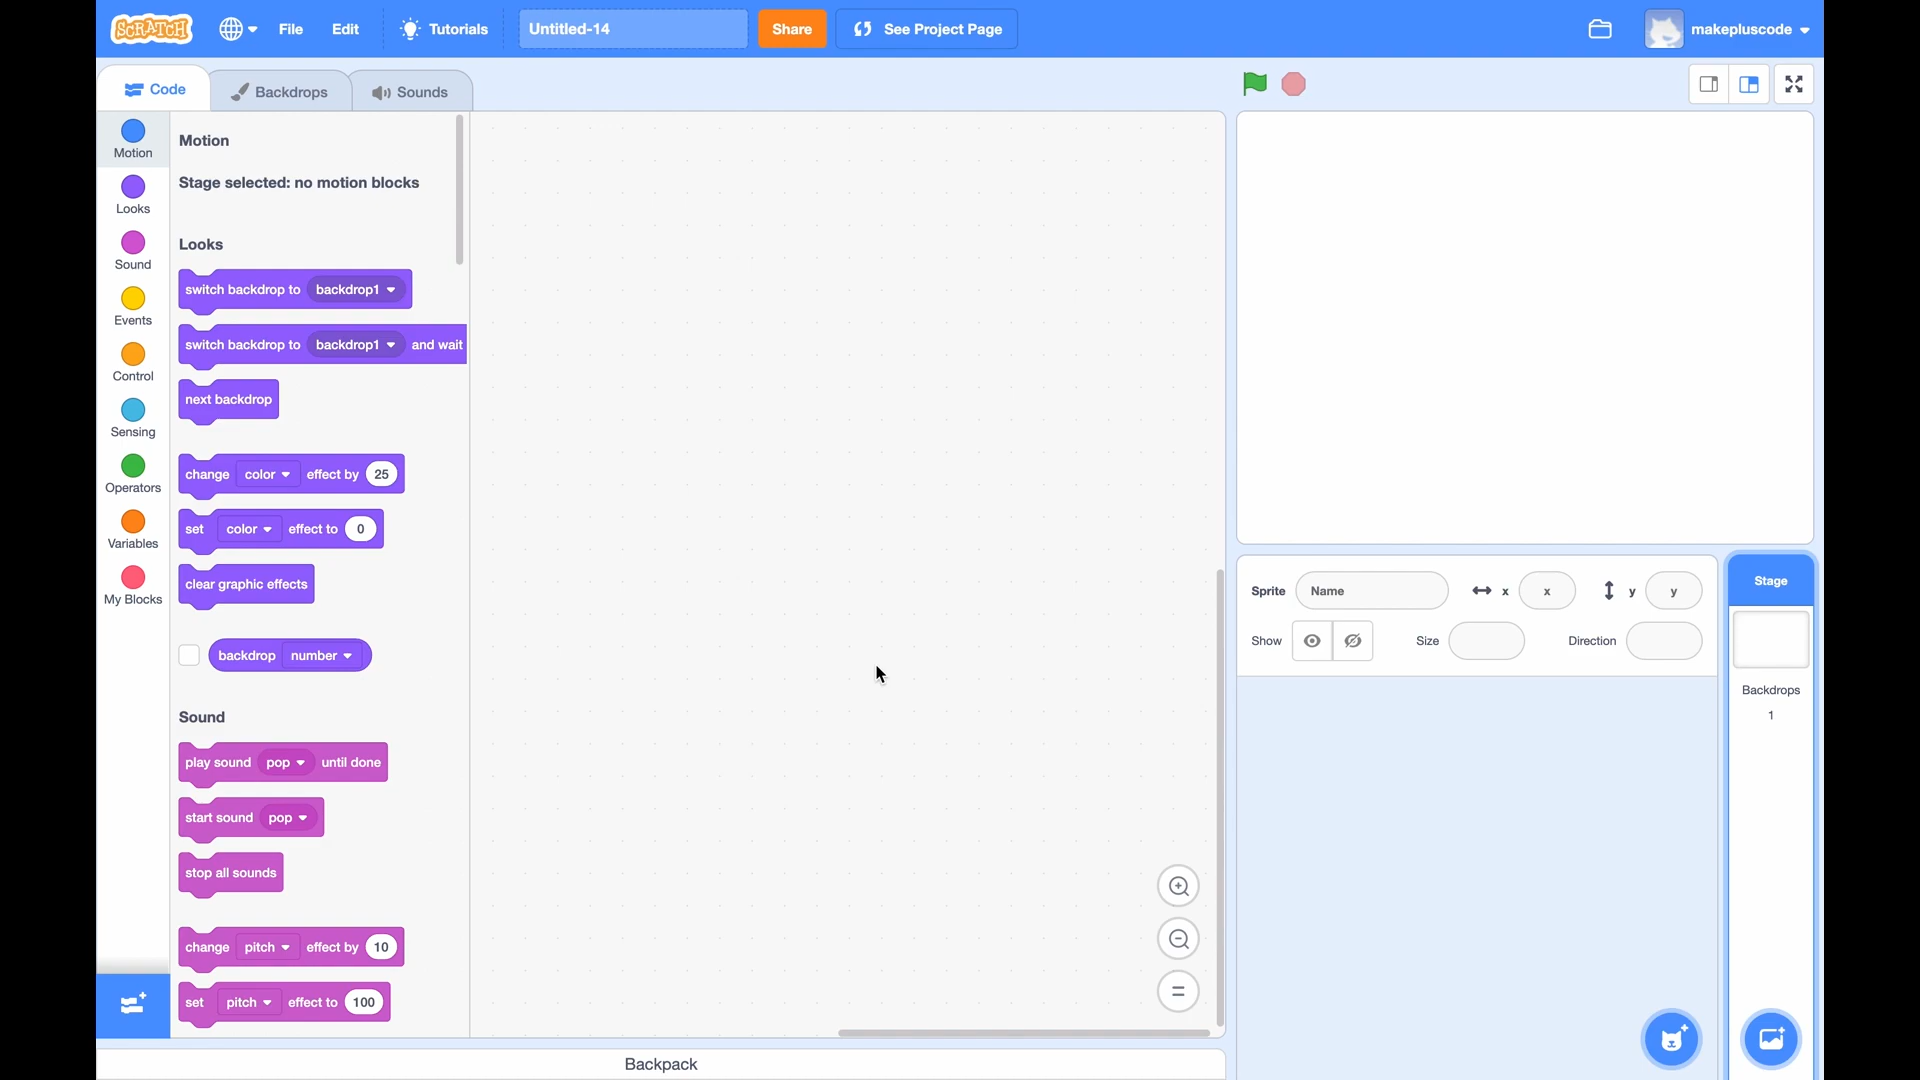 SCRATCH
File
Edit
Tutorials
Untitled-14
Share
See Project Page
makepluscode
Code
Backdrops
Sounds
Motion
Looks
Sound
Events
Control
Sensing
Operators
Variables
My Blocks
Motion
Stage selected: no motion blocks
Looks
switch backdrop to backdrop1
switch backdrop to backdrop1 and wait
next backdrop
change color effect by 25
set color effect to 0
clear graphic effects
backdrop number
Sound
play sound pop until done
start sound pop
stop all sounds
change pitch effect by 10
set pitch effect to 100
Backpack
Sprite Name x x y y
Show Size Direction
Stage
Backdrops
1